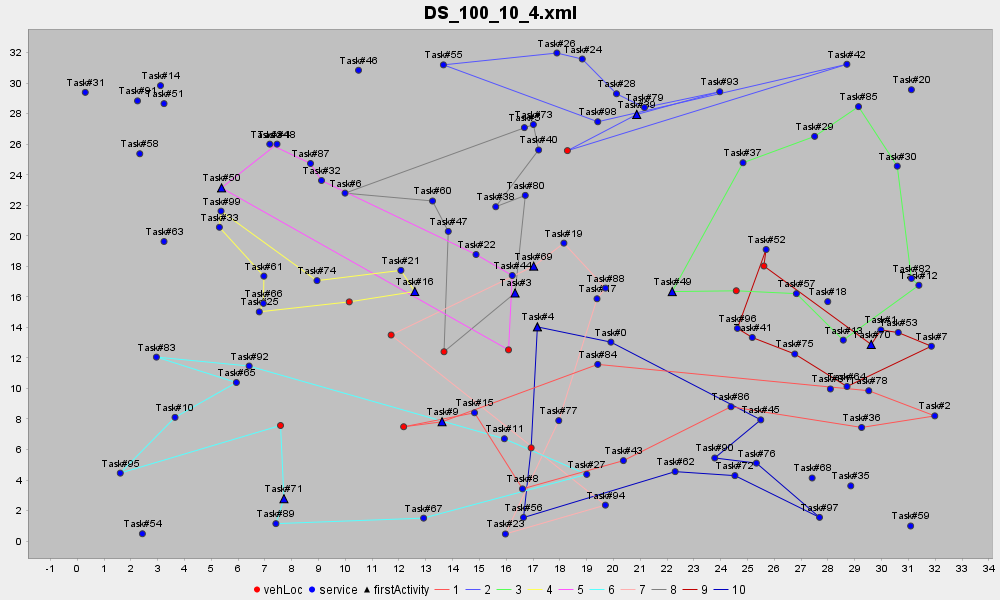 DS_100_10_4.xml
32
30
28
26
24
22
20
18
16
14
12
10
8
6
4
2
0
Task#26
Task#24
Task#55
Task#42
Task#46
Task#31
Task#14
Task#51
Task#28
Task#93
Task#20
Task#79
Task#85
Task#98
Task#73
Task#29
Task#48
Task#40
Task#58
Task#87
Task#37
Task#30
Task#32
Task#50
Task#6
Task#60
Task#80
Task#38
Task#99
Task#33
Task#47
Task#63
Task#19
Task#52
Task#22
Task#69
Task#44
Task#21
Task#61
Task#74
Task#82
Task#12
Task#88
Task#16
Task#3
Task#49
Task#57
Task#18
Task#66
Task#25
Task#4
Task#96
Task#41
Task#53
Task#0
Task#70
Task#7
Task#83
Task#92
Task#84
Task#75
Task#65
Task#64
Task#78
Task#86
Task#10
Task#9
Task#15
Task#45
Task#2
Task#77
Task#36
Task#11
Task#43
Task#90
Task#76
Task#95
Task#27
Task#62
Task#72
Task#68
Task#8
Task#35
Task#71
Task#94
Task#89
Task#67
Task#56
Task#97
Task#54
Task#23
Task#59
-1 0 1 2 3 4 5 6 7 8 9 10 11 12 13 14 15 16 17 18 19 20 21 22 23 24 25 26 27 28 29 30 31 32 33 34
vehLoc service firstActivity 1 2 3 4 5 6 7 8 9 10